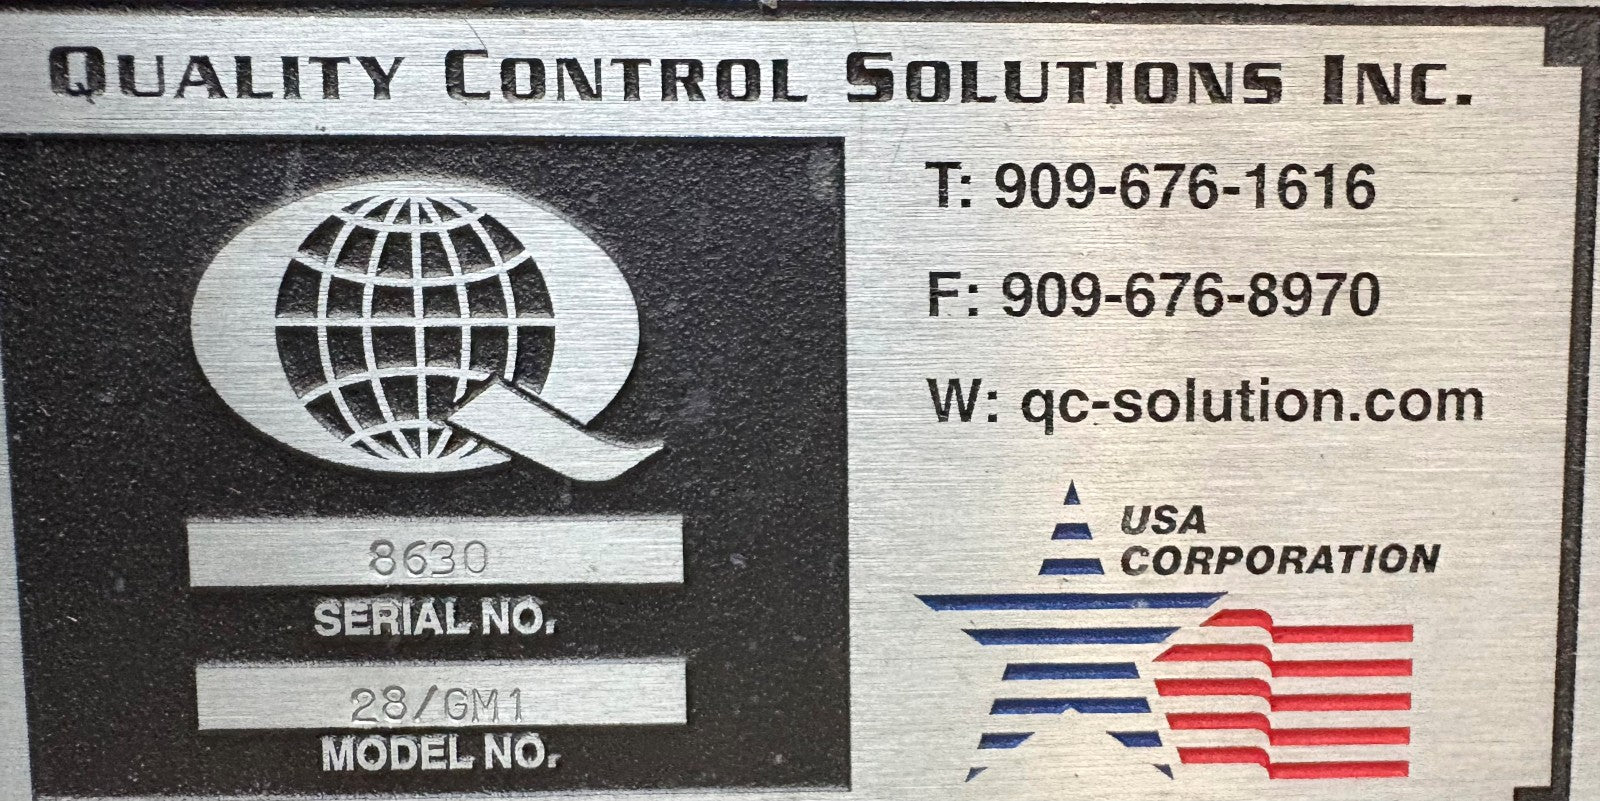 QUALITY CONTROL SOLUTIONS INC.
T: 909-676-1616
F: 909-676-8970
W: qc-solution.com
8630
SERIAL NO.
28/GM1
MODEL NO.
USA
CORPORATION